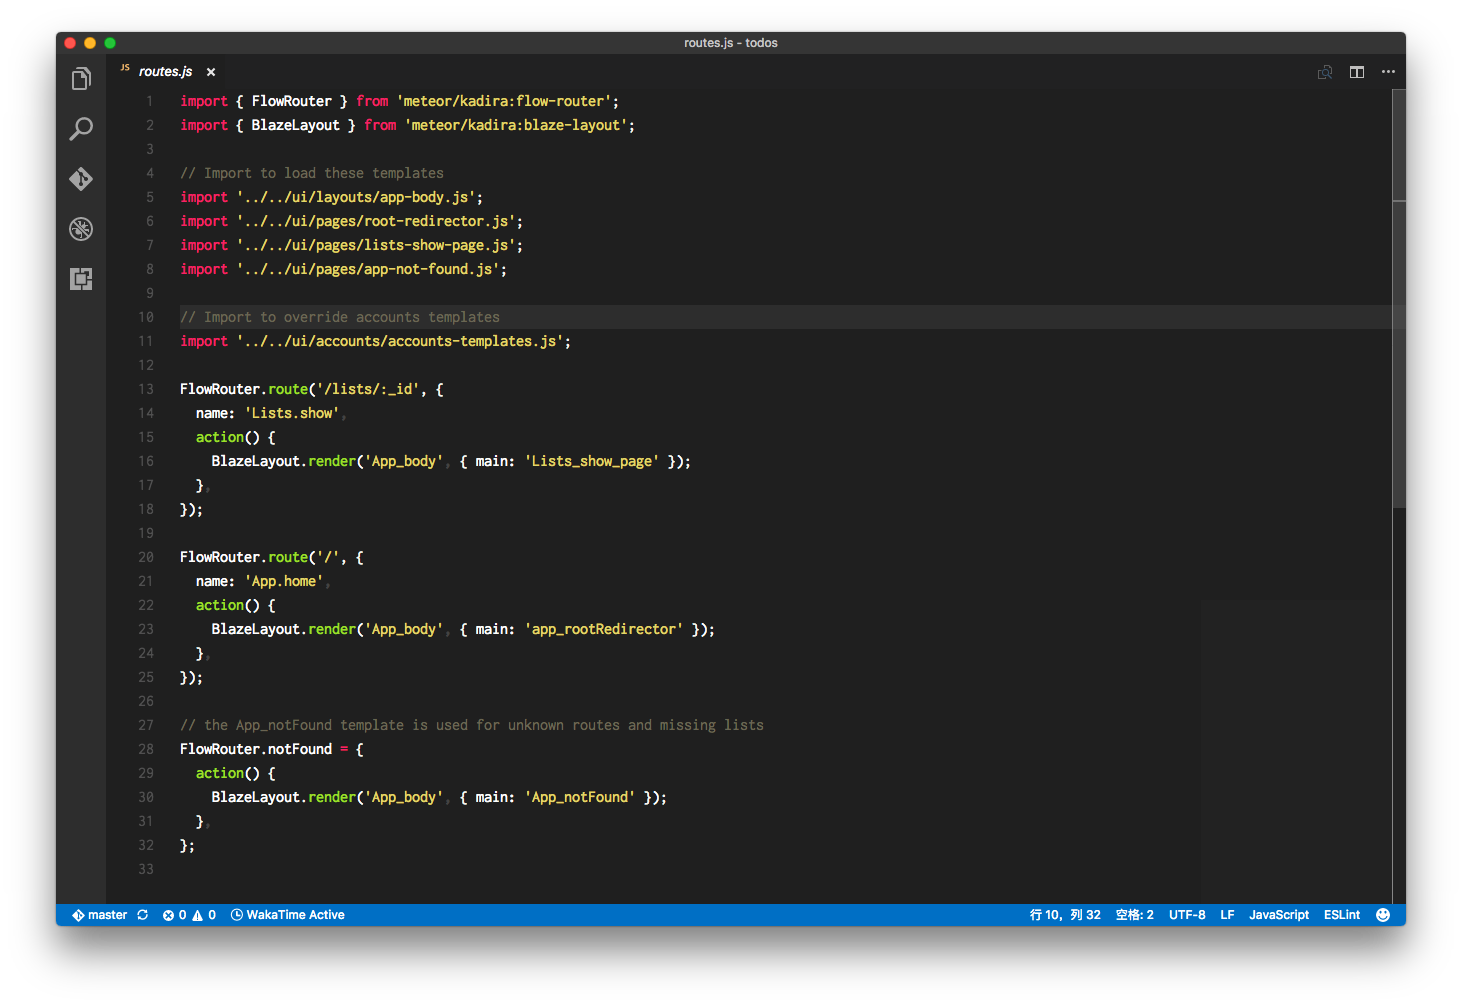 routes.js - todos
JS routes.js ×
1 import { FlowRouter } from 'meteor/kadira:flow-router';
2 import { BlazeLayout } from 'meteor/kadira:blaze-layout';
3
4 // Import to load these templates
5 import '../../ui/layouts/app-body.js';
6 import '../../ui/pages/root-redirector.js';
7 import '../../ui/pages/lists-show-page.js';
8 import '../../ui/pages/app-not-found.js';
9
10 // Import to override accounts templates
11 import '../../ui/accounts/accounts-templates.js';
12
13 FlowRouter.route('/lists/:_id', {
14   name: 'Lists.show',
15   action() {
16     BlazeLayout.render('App_body', { main: 'Lists_show_page' });
17   },
18 });
19
20 FlowRouter.route('/', {
21   name: 'App.home',
22   action() {
23     BlazeLayout.render('App_body', { main: 'app_rootRedirector' });
24   },
25 });
26
27 // the App_notFound template is used for unknown routes and missing lists
28 FlowRouter.notFound = {
29   action() {
30     BlazeLayout.render('App_body', { main: 'App_notFound' });
31   },
32 };
33
master 0 0 WakaTime Active 行 10，列 32 空格: 2 UTF-8 LF JavaScript ESLint